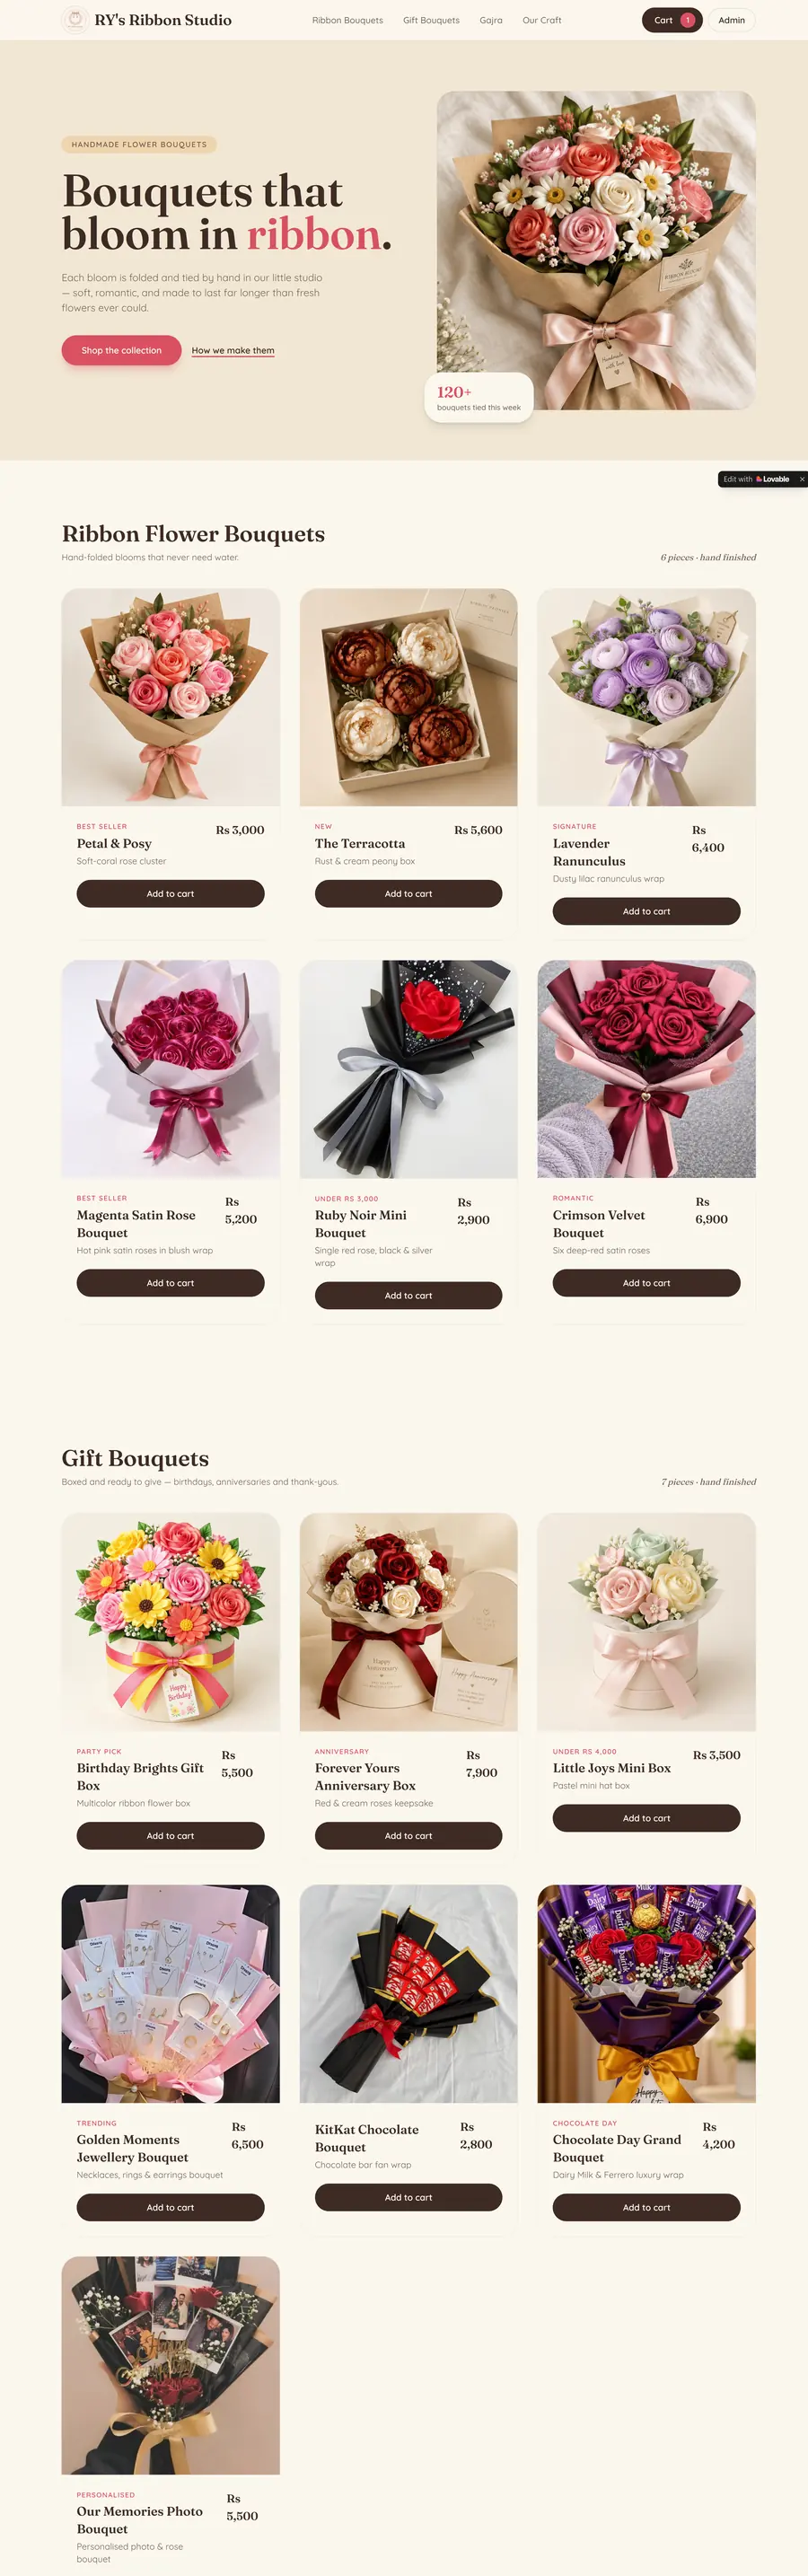 RY's Ribbon Studio
Ribbon Bouquets
Gift Bouquets
Gajra
Our Craft
Cart 1
Admin
HANDMADE FLOWER BOUQUETS
Bouquets that
bloom in ribbon.
Each bloom is folded and tied by hand in our little studio
— soft, romantic, and made to last far longer than fresh
flowers ever could.
Shop the collection
How we make them
Handmade
with love
120+
bouquets tied this week
Edit with Lovable ×
Ribbon Flower Bouquets
Hand-folded blooms that never need water.
6 pieces · hand finished
BEST SELLER
Petal & Posy
Rs 3,000
Soft-coral rose cluster
Add to cart
NEW
The Terracotta
Rs 5,600
Rust & cream peony box
Add to cart
SIGNATURE
Lavender
Ranunculus
Rs
6,400
Dusty lilac ranunculus wrap
Add to cart
BEST SELLER
Magenta Satin Rose
Bouquet
Rs
5,200
Hot pink satin roses in blush wrap
Add to cart
UNDER RS 3,000
Ruby Noir Mini
Bouquet
Rs
2,900
Single red rose, black & silver
wrap
Add to cart
ROMANTIC
Crimson Velvet
Bouquet
Rs
6,900
Six deep-red satin roses
Add to cart
Gift Bouquets
Boxed and ready to give — birthdays, anniversaries and thank-yous.
7 pieces · hand finished
Happy
Birthday!
PARTY PICK
Birthday Brights Gift
Box
Rs
5,500
Multicolor ribbon flower box
Add to cart
Happy
Anniversary
Happy Anniversary
ANNIVERSARY
Forever Yours
Anniversary Box
Rs
7,900
Red & cream roses keepsake
Add to cart
UNDER RS 4,000
Little Joys Mini Box
Rs 3,500
Pastel mini hat box
Add to cart
TRENDING
Golden Moments
Jewellery Bouquet
Rs
6,500
Necklaces, rings & earrings bouquet
Add to cart
KitKat Chocolate
Bouquet
Rs
2,800
Chocolate bar fan wrap
Add to cart
Dairy
Milk
Happy
CHOCOLATE DAY
Chocolate Day Grand
Bouquet
Rs
4,200
Dairy Milk & Ferrero luxury wrap
Add to cart
PERSONALISED
Our Memories Photo
Bouquet
Rs
5,500
Personalised photo & rose
bouquet